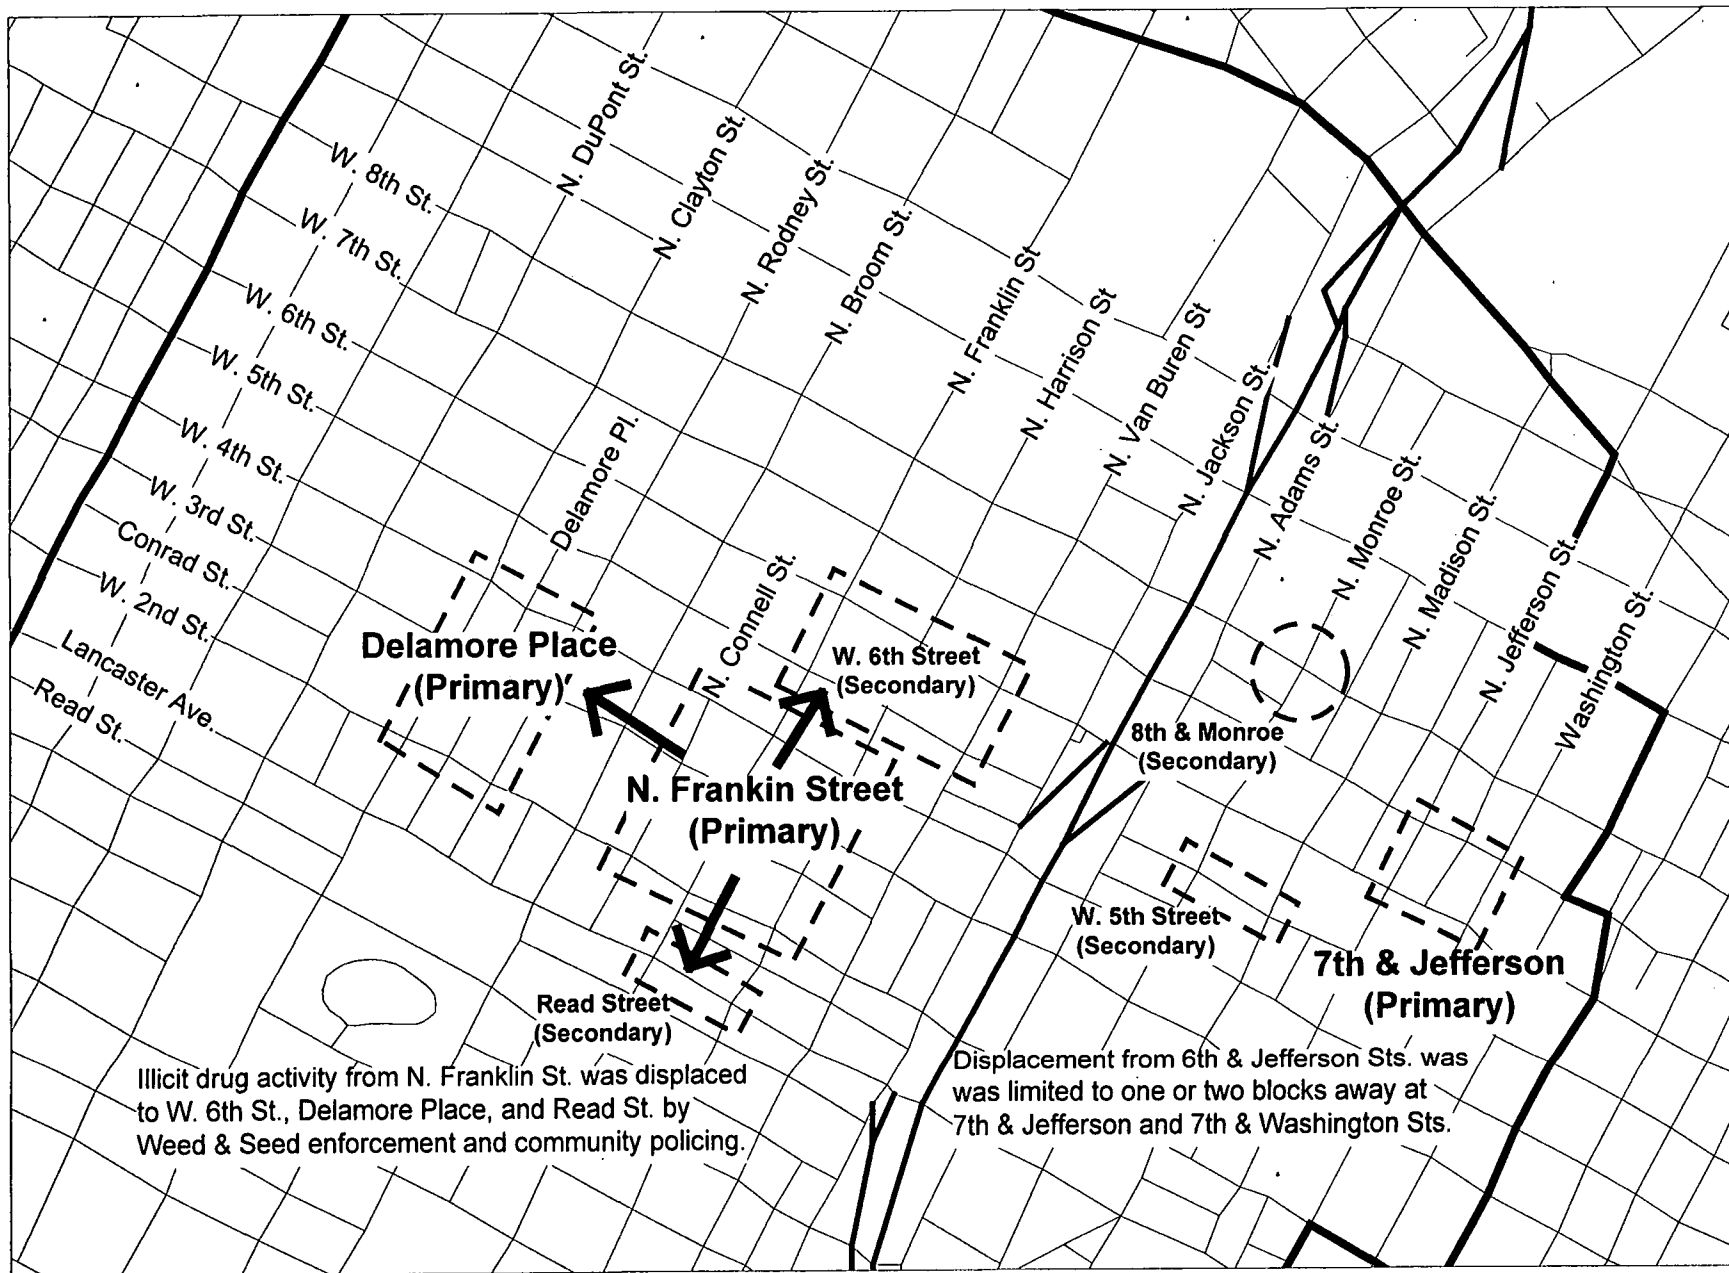 N. DuPont St.
N. Clayton St.
N. Rodney St.
N. Broom St.
N. Franklin St
N. Harrison St
N. Van Buren St
N. Jackson St.
N. Adams St.
N. Monroe St.
N. Madison St.
N. Jefferson St.
Washington St.
W. 8th St.
W. 7th St.
W. 6th St.
W. 5th St.
W. 4th St.
W. 3rd St.
Conrad St.
W. 2nd St.
Lancaster Ave.
Read St.
Delamore Pl.
N. Connell St.
Delamore Place
(Primary)
W. 6th Street
(Secondary)
N. Frankin Street
(Primary)
8th & Monroe
(Secondary)
W. 5th Street
(Secondary)
7th & Jefferson
(Primary)
Read Street
(Secondary)
Illicit drug activity from N. Franklin St. was displaced
to W. 6th St., Delamore Place, and Read St. by
Weed & Seed enforcement and community policing.
Displacement from 6th & Jefferson Sts. was
was limited to one or two blocks away at
7th & Jefferson and 7th & Washington Sts.